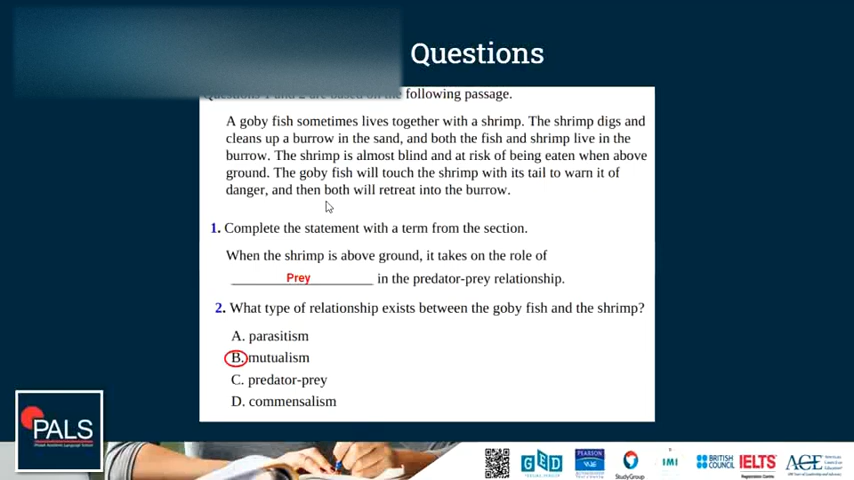 Questions
following passage.
A goby fish sometimes lives together with a shrimp. The shrimp digs and
cleans up a burrow in the sand, and both the fish and shrimp live in the
burrow. The shrimp is almost blind and at risk of being eaten when above
ground. The goby fish will touch the shrimp with its tail to warn it of
danger, and then both will retreat into the burrow.
1. Complete the statement with a term from the section.
When the shrimp is above ground, it takes on the role of
Prey in the predator-prey relationship.
2. What type of relationship exists between the goby fish and the shrimp?
A. parasitism
B. mutualism
C. predator-prey
D. commensalism
PALS
GED
PEARSON
VUE
StudyGroup
IMI
BRITISH
COUNCIL
IELTS
ACE